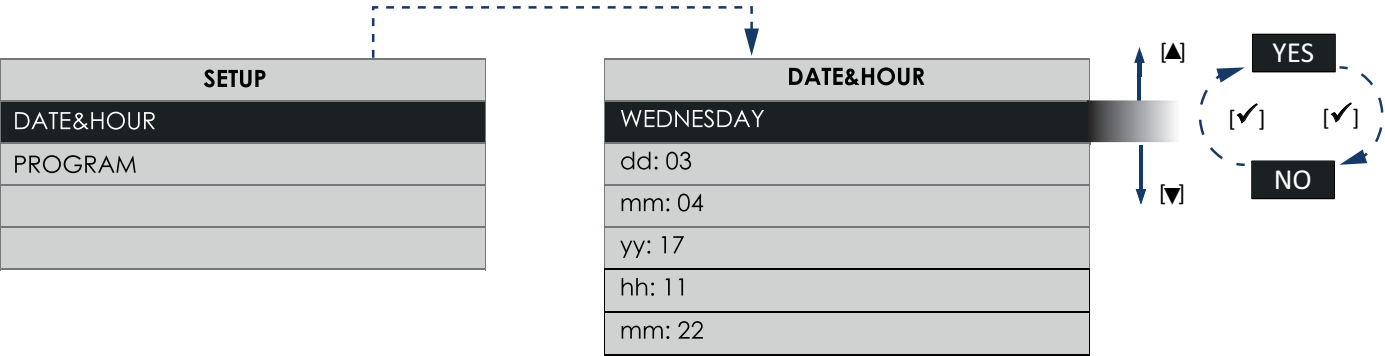 SETUP
DATE&HOUR
PROGRAM
DATE&HOUR
WEDNESDAY
dd: 03
mm: 04
yy: 17
hh: 11
mm: 22
[▲]
[▼]
YES
[✓] [✓]
NO